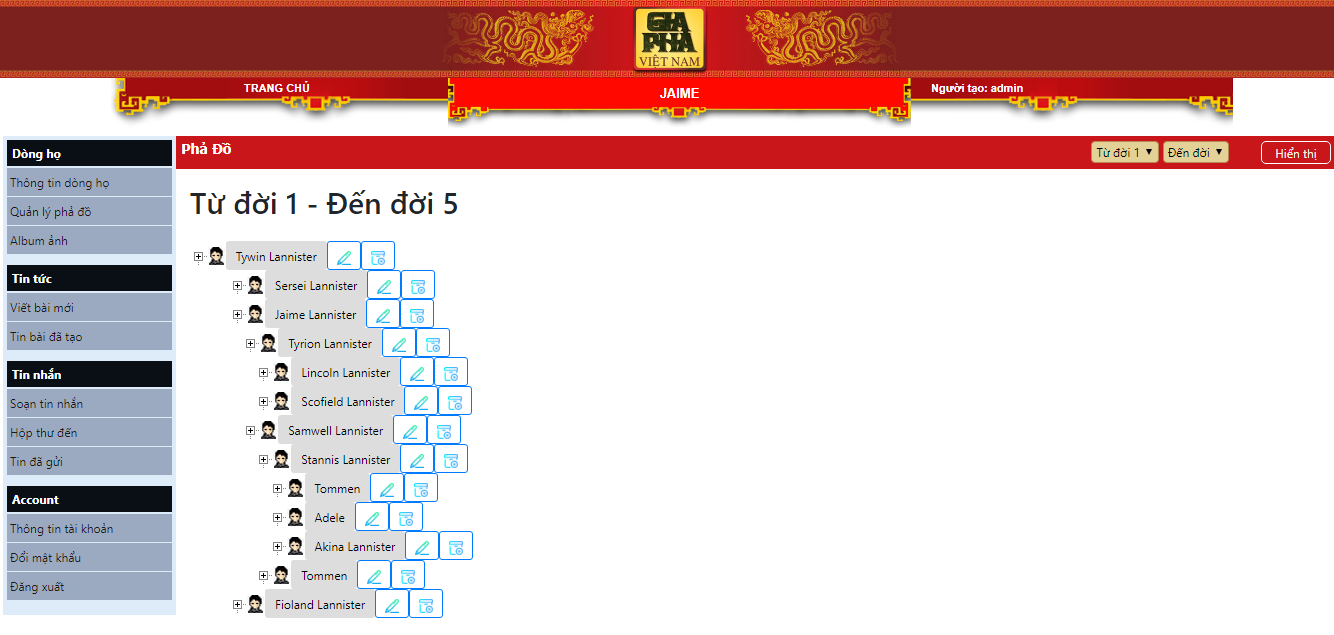 GIA
PHẢ
VIỆT NAM
TRANG CHỦ
JAIME
Người tạo: admin
Dòng họ
Thông tin dòng họ
Quản lý phả đồ
Album ảnh
Tin tức
Viết bài mới
Tin bài đã tạo
Tin nhắn
Soạn tin nhắn
Hộp thư đến
Tin đã gửi
Account
Thông tin tài khoản
Đổi mật khẩu
Đăng xuất
Phả Đồ
Từ đời 1
Đến đời
Hiển thị
Từ đời 1 - Đến đời 5
Tywin Lannister
Sersei Lannister
Jaime Lannister
Tyrion Lannister
Lincoln Lannister
Scofield Lannister
Samwell Lannister
Stannis Lannister
Tommen
Adele
Akina Lannister
Tommen
Fioland Lannister